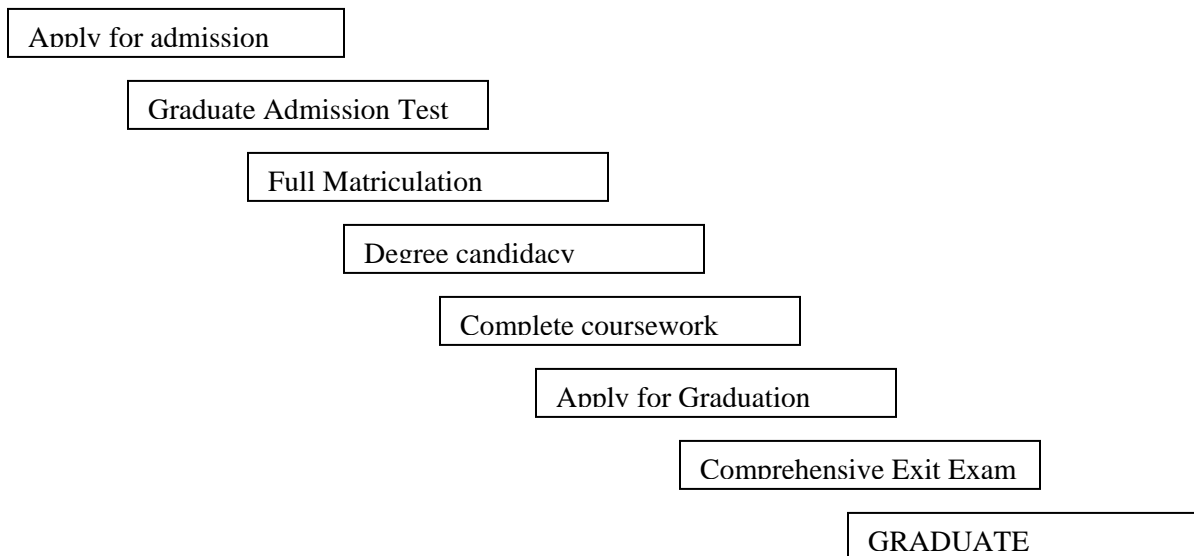 Apply for admission
Graduate Admission Test
Full Matriculation
Degree candidacy
Complete coursework
Apply for Graduation
Comprehensive Exit Exam
GRADUATE